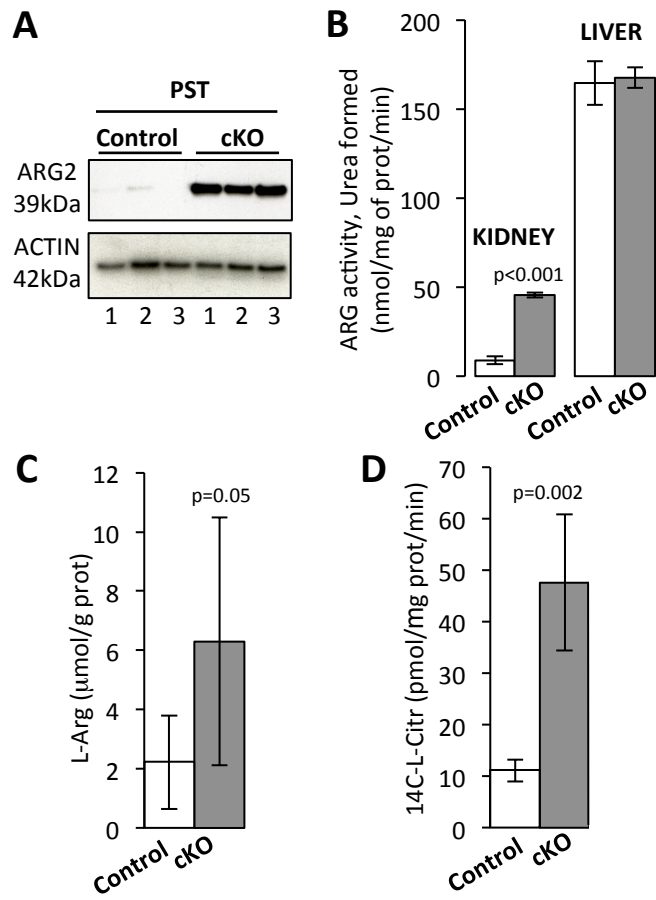 A
PST
Control cKO
ARG2
39kDa
ACTIN
42kDa
1 2 3 1 2 3
B
ARG activity, Urea formed
(nmol/mg of prot/min)
200
150
100
50
0
KIDNEY
p<0.001
LIVER
Control
cKO
Control
cKO
C
L-Arg (μmol/g prot)
12
10
8
6
4
2
0
p=0.05
Control
cKO
D
14C-L-Citr (pmol/mg prot/min)
70
60
50
40
30
20
10
0
p=0.002
Control
cKO